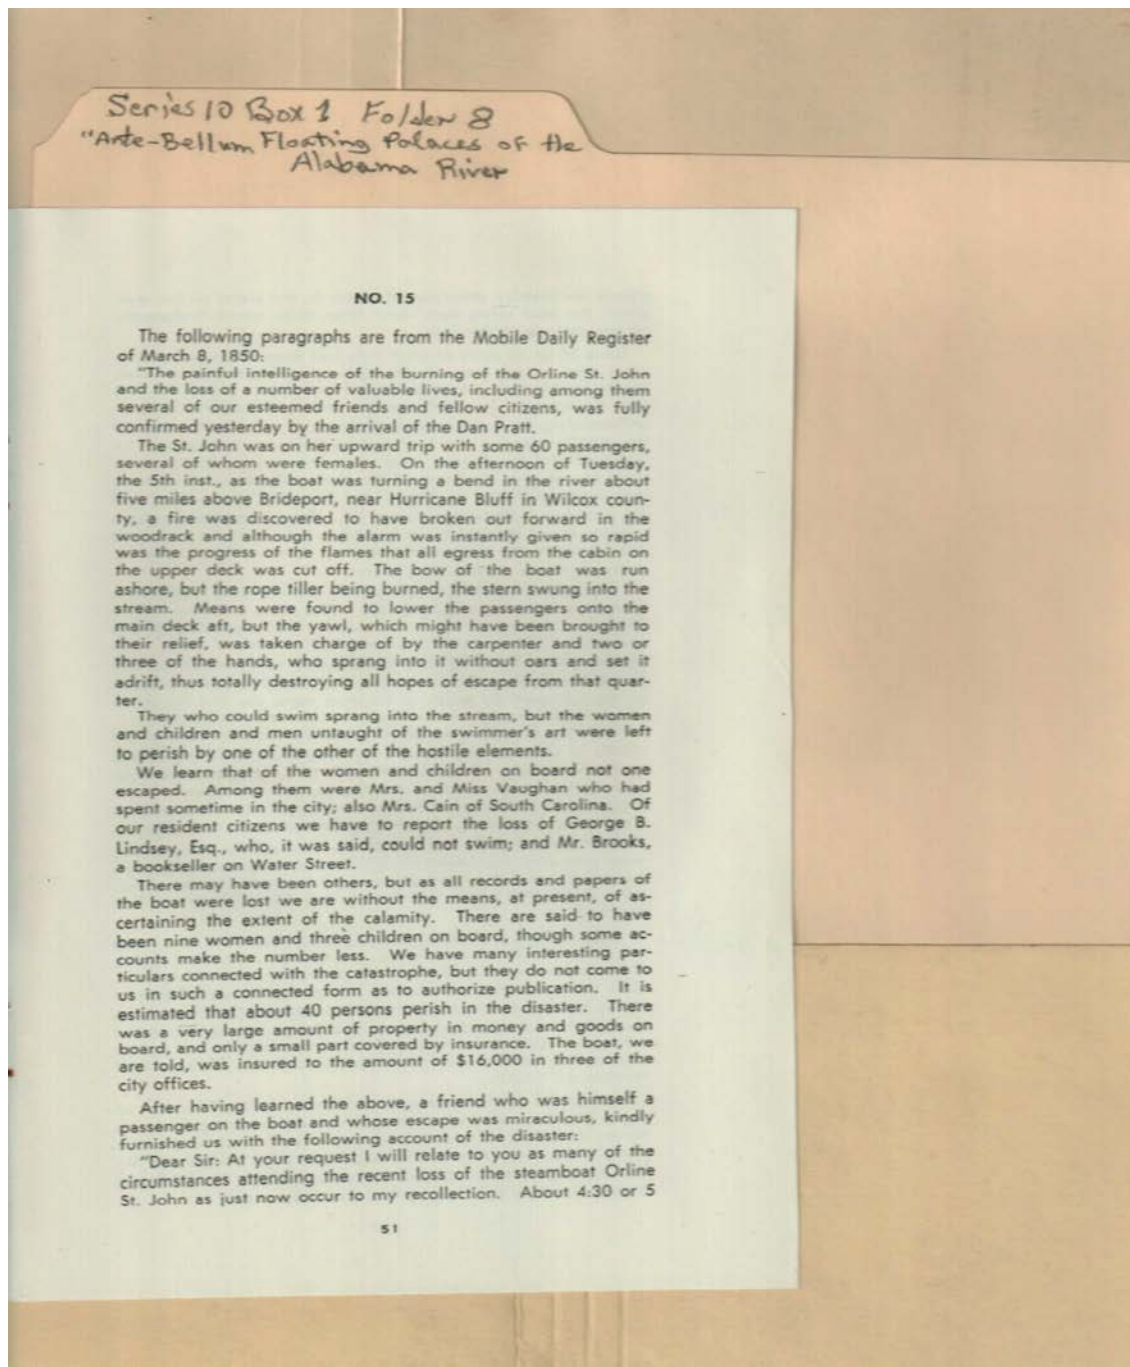 Series 10 Box 1 Folder 8
"Ante-Bellum Floating Palaces of the
Alabama River
NO. 15
The following paragraphs are from the Mobile Daily Register
of March 8, 1850:
"The painful intelligence of the burning of the Orline St. John
and the loss of a number of valuable lives, including among them
several of our esteemed friends and fellow citizens, was fully
confirmed yesterday by the arrival of the Dan Pratt.
The St. John was on her upward trip with some 60 passengers,
several of whom were females. On the afternoon of Tuesday,
the 5th inst., as the boat was turning a bend in the river about
five miles above Brideport, near Hurricane Bluff in Wilcox coun-
ty, a fire was discovered to have broken out forward in the
woodrack and although the alarm was instantly given so rapid
was the progress of the flames that all egress from the cabin on
the upper deck was cut off. The bow of the boat was run
ashore, but the rope tiller being burned, the stern swung into the
stream. Means were found to lower the passengers onto the
main deck aft, but the yawl, which might have been brought to
their relief, was taken charge of by the carpenter and two or
three of the hands, who sprang into it without oars and set it
adrift, thus totally destroying all hopes of escape from that quar-
ter.
They who could swim sprang into the stream, but the women
and children and men untaught of the swimmer's art were left
to perish by one of the other of the hostile elements.
We learn that of the women and children on board not one
escaped. Among them were Mrs. and Miss Vaughan who had
spent sometime in the city; also Mrs. Cain of South Carolina. Of
our resident citizens we have to report the loss of George B.
Lindsey, Esq., who, it was said, could not swim; and Mr. Brooks,
a bookseller on Water Street.
There may have been others, but as all records and papers of
the boat were lost we are without the means, at present, of as-
certaining the extent of the calamity. There are said to have
been nine women and three children on board, though some ac-
counts make the number less. We have many interesting par-
ticulars connected with the catastrophe, but they do not come to
us in such a connected form as to authorize publication. It is
estimated that about 40 persons perish in the disaster. There
was a very large amount of property in money and goods on
board, and only a small part covered by insurance. The boat, we
are told, was insured to the amount of $16,000 in three of the
city offices.
After having learned the above, a friend who was himself a
passenger on the boat and whose escape was miraculous, kindly
furnished us with the following account of the disaster:
"Dear Sir: At your request I will relate to you as many of the
circumstances attending the recent loss of the steamboat Orline
St. John as just now occur to my recollection. About 4:30 or 5
51